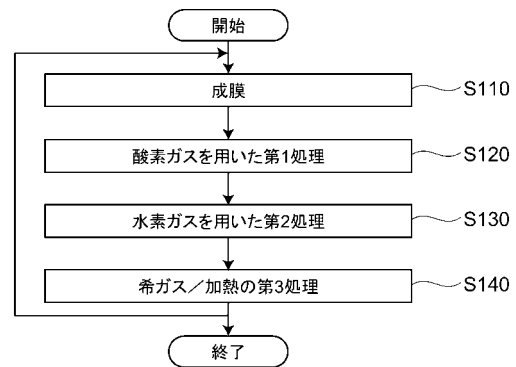 開始
成膜
S110
酸素ガスを用いた第1処理
S120
水素ガスを用いた第2処理
S130
希ガス/加熱の第3処理
S140
終了